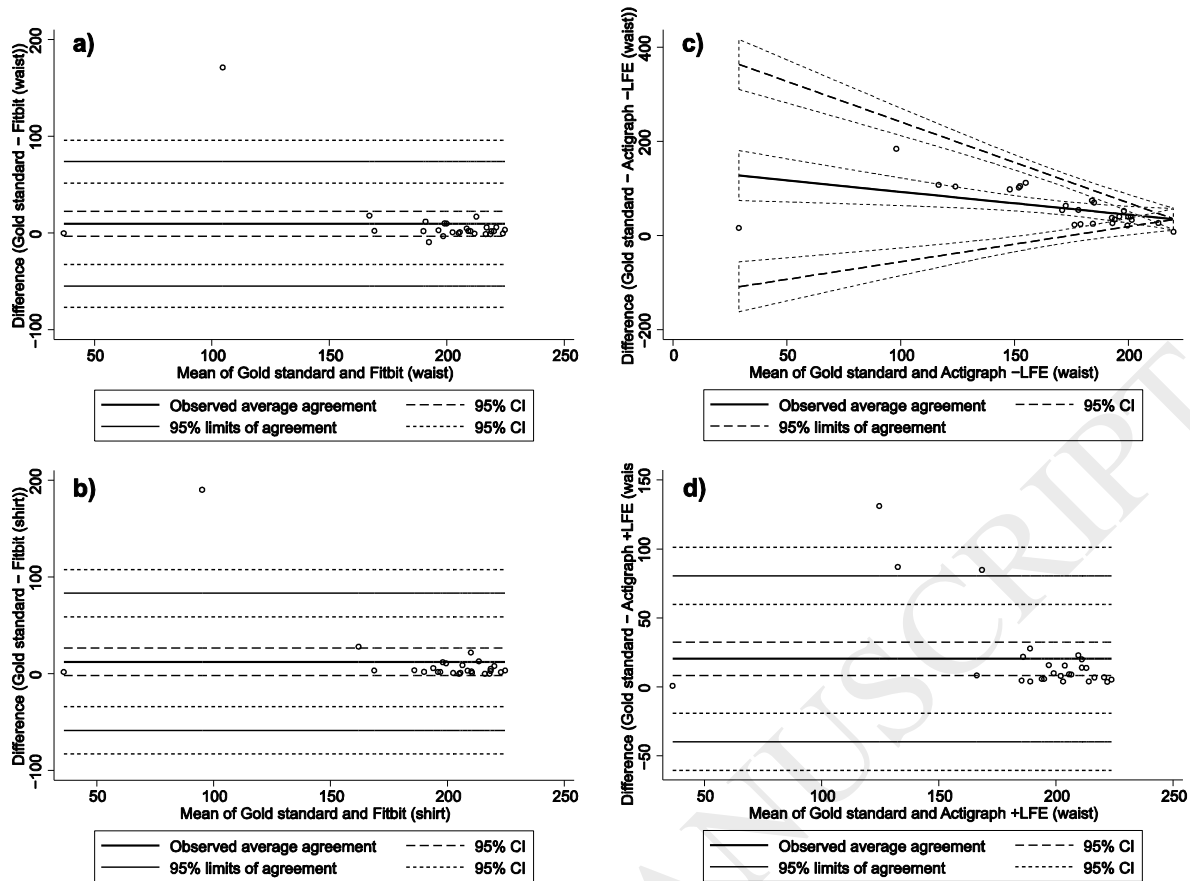 a)
Difference (Gold standard − Fitbit (waist))
200
100
0
−100
50
100
150
200
250
Mean of Gold standard and Fitbit (waist)
Observed average agreement
95% CI
95% limits of agreement
95% CI
c)
Difference (Gold standard − Actigraph −LFE (waist)
400
200
0
−200
0
50
100
150
200
Mean of Gold standard and Actigraph −LFE (waist)
Observed average agreement
95% CI
95% limits of agreement
b)
Difference (Gold standard − Fitbit (shirt))
200
100
0
−100
50
100
150
200
250
Mean of Gold standard and Fitbit (shirt)
Observed average agreement
95% CI
95% limits of agreement
95% CI
d)
Difference (Gold standard − Actigraph +LFE (wais
150
100
50
0
−50
50
100
150
200
250
Mean of Gold standard and Actigraph +LFE (waist)
Observed average agreement
95% CI
95% limits of agreement
95% CI
ANUSCRIPT